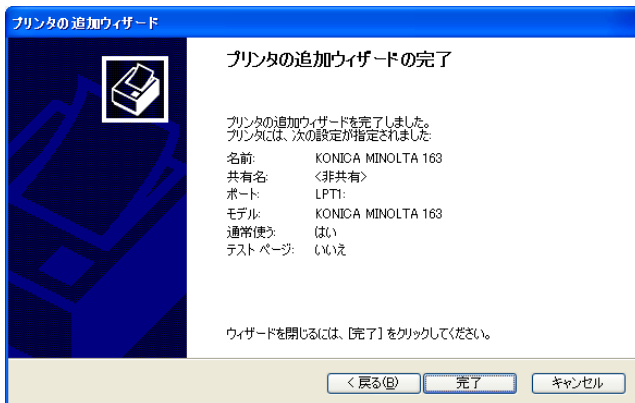 プリンタの追加ウィザード
プリンタの追加ウィザードの完了
プリンタの追加ウィザードを完了しました。
プリンタには、次の設定が指定されました:
名前: KONICA MINOLTA 163
共有名: <非共有>
ポート: LPT1:
モデル: KONICA MINOLTA 163
通常使う: はい
テスト ページ: いいえ
ウィザードを閉じるには、[完了] をクリックしてください。
< 戻る(B) 完了 キャンセル